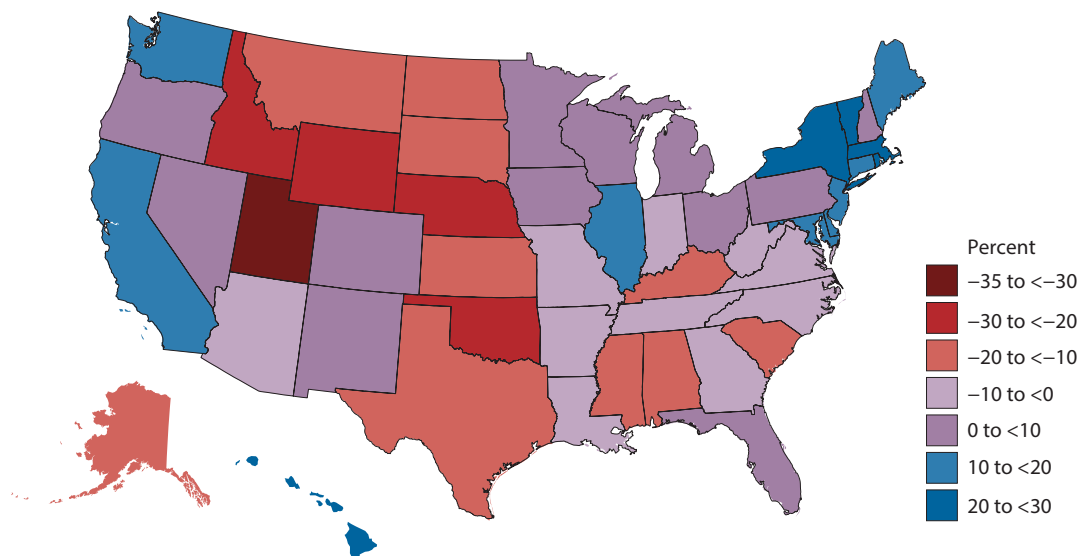 Percent
–35 to <–30
–30 to <–20
–20 to <–10
–10 to <0
0 to <10
10 to <20
20 to <30